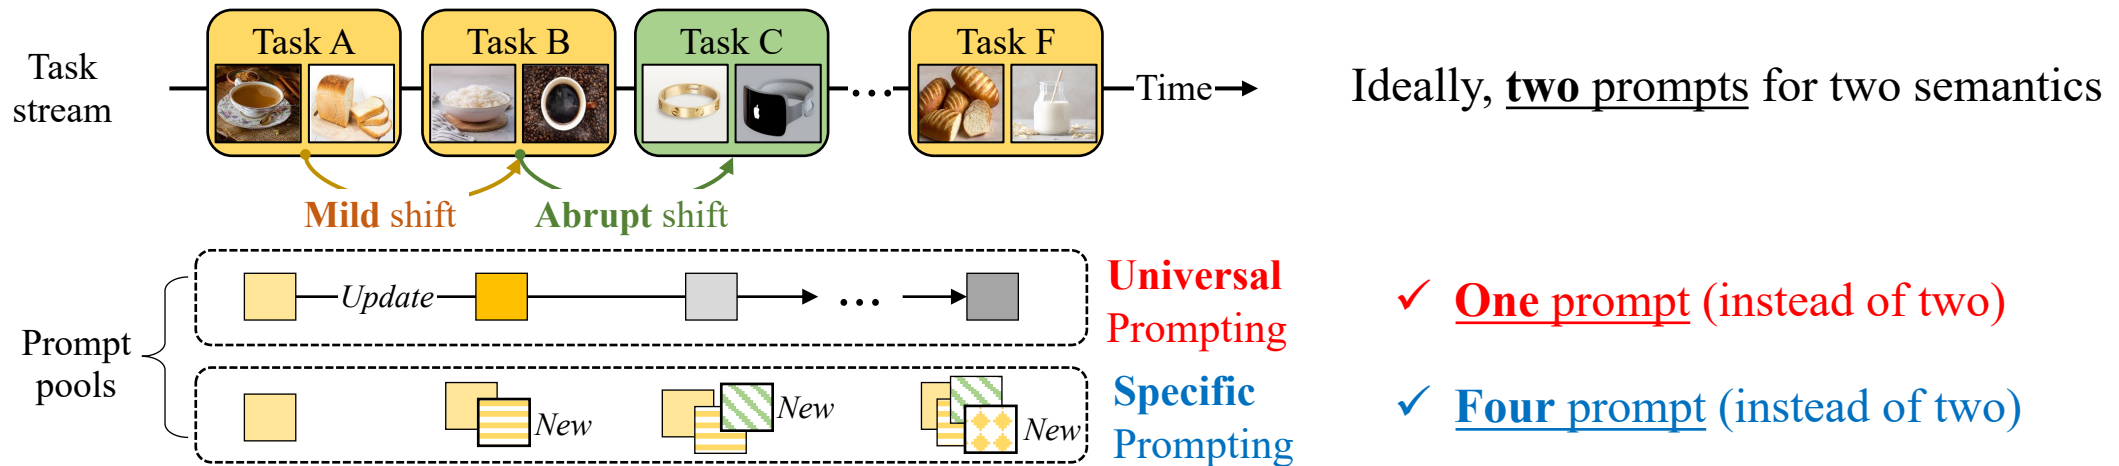 Task
stream
Task A
Task B
Task C
...
Task F
Time
Ideally, two prompts for two semantics
Mild shift
Abrupt shift
Prompt
pools
Update
...
Universal
Prompting
✓ One prompt (instead of two)
New
New
New
Specific
Prompting
✓ Four prompt (instead of two)